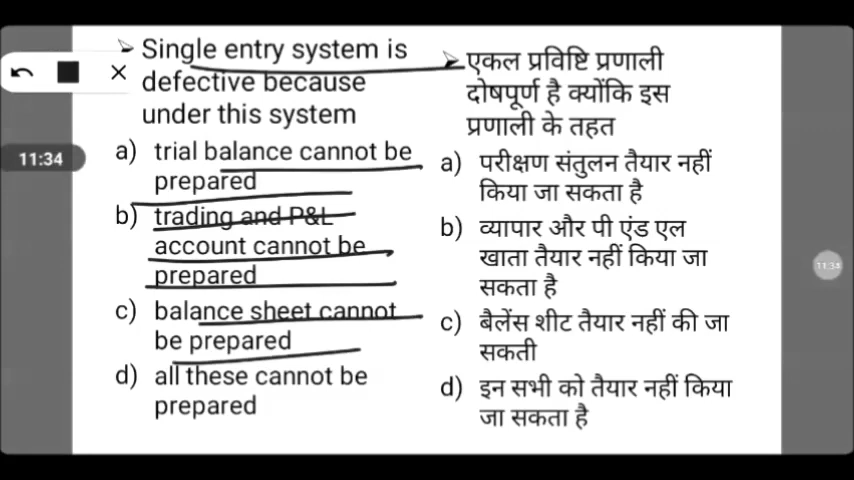 ➢ Single entry system is
defective because
under this system
a) trial balance cannot be
prepared
b) trading and P&L
account cannot be
prepared
c) balance sheet cannot
be prepared
d) all these cannot be
prepared
➢ एकल प्रविष्टि प्रणाली
दोषपूर्ण है क्योंकि इस
प्रणाली के तहत
a) परीक्षण संतुलन तैयार नहीं
किया जा सकता है
b) व्यापार और पी एंड एल
खाता तैयार नहीं किया जा
सकता है
c) बैलेंस शीट तैयार नहीं की जा
सकती
d) इन सभी को तैयार नहीं किया
जा सकता है
11:34